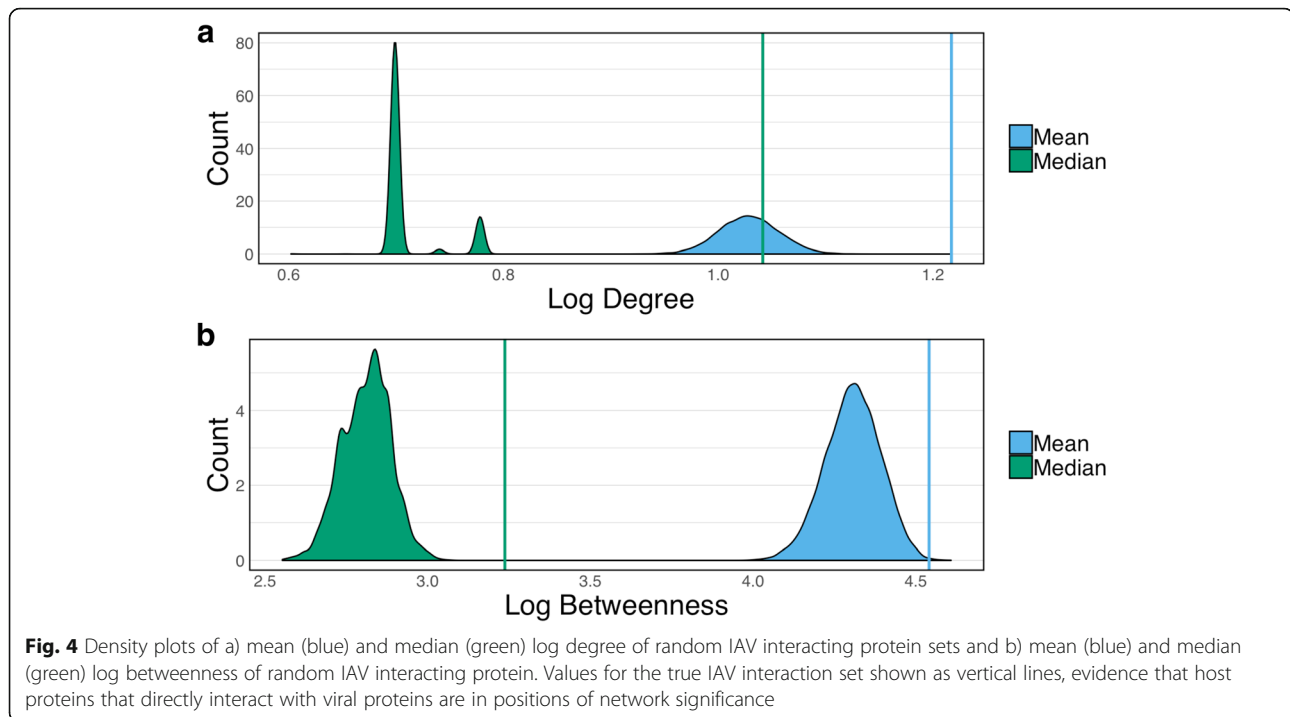 a
80
60
40
20
0
Count
0.6 0.8 1.0 1.2
Log Degree
Mean
Median
b
4
2
0
Count
2.5 3.0 3.5 4.0 4.5
Log Betweenness
Mean
Median
Fig. 4 Density plots of a) mean (blue) and median (green) log degree of random IAV interacting protein sets and b) mean (blue) and median
(green) log betweenness of random IAV interacting protein. Values for the true IAV interaction set shown as vertical lines, evidence that host
proteins that directly interact with viral proteins are in positions of network significance